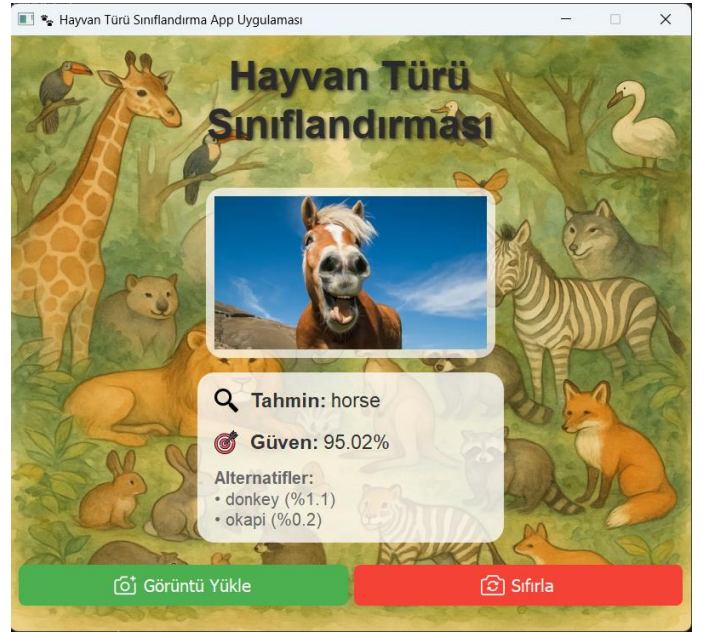 Hayvan Türü Sınıflandırma App Uygulaması
Hayvan Türü
Sınıflandırması
Tahmin: horse
Güven: 95.02%
Alternatifler:
• donkey (%1.1)
• okapi (%0.2)
Görüntü Yükle
Sıfırla